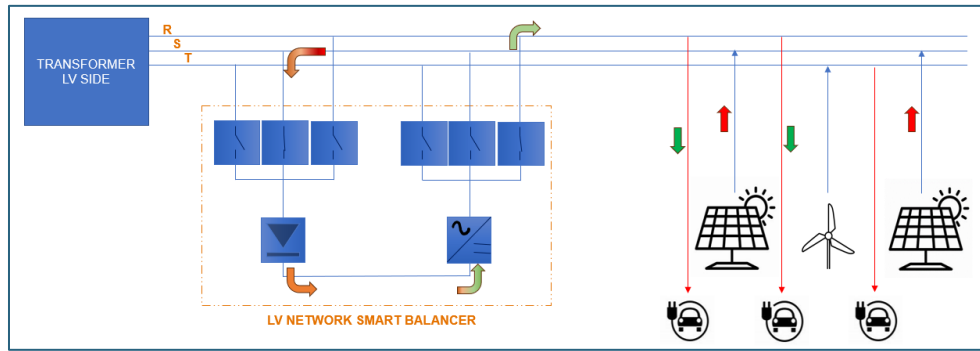 R
S
T
TRANSFORMER
LV SIDE
LV NETWORK SMART BALANCER